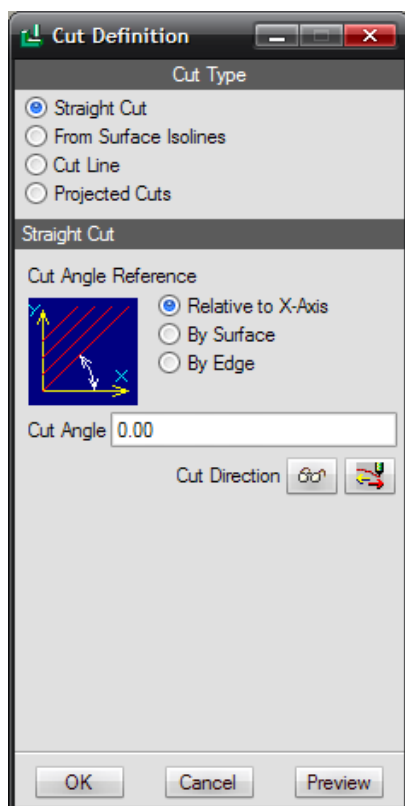 Cut Definition
Cut Type
Straight Cut
From Surface Isolines
Cut Line
Projected Cuts
Straight Cut
Cut Angle Reference
Y
X
Relative to X-Axis
By Surface
By Edge
Cut Angle 0.00
Cut Direction
OK Cancel Preview